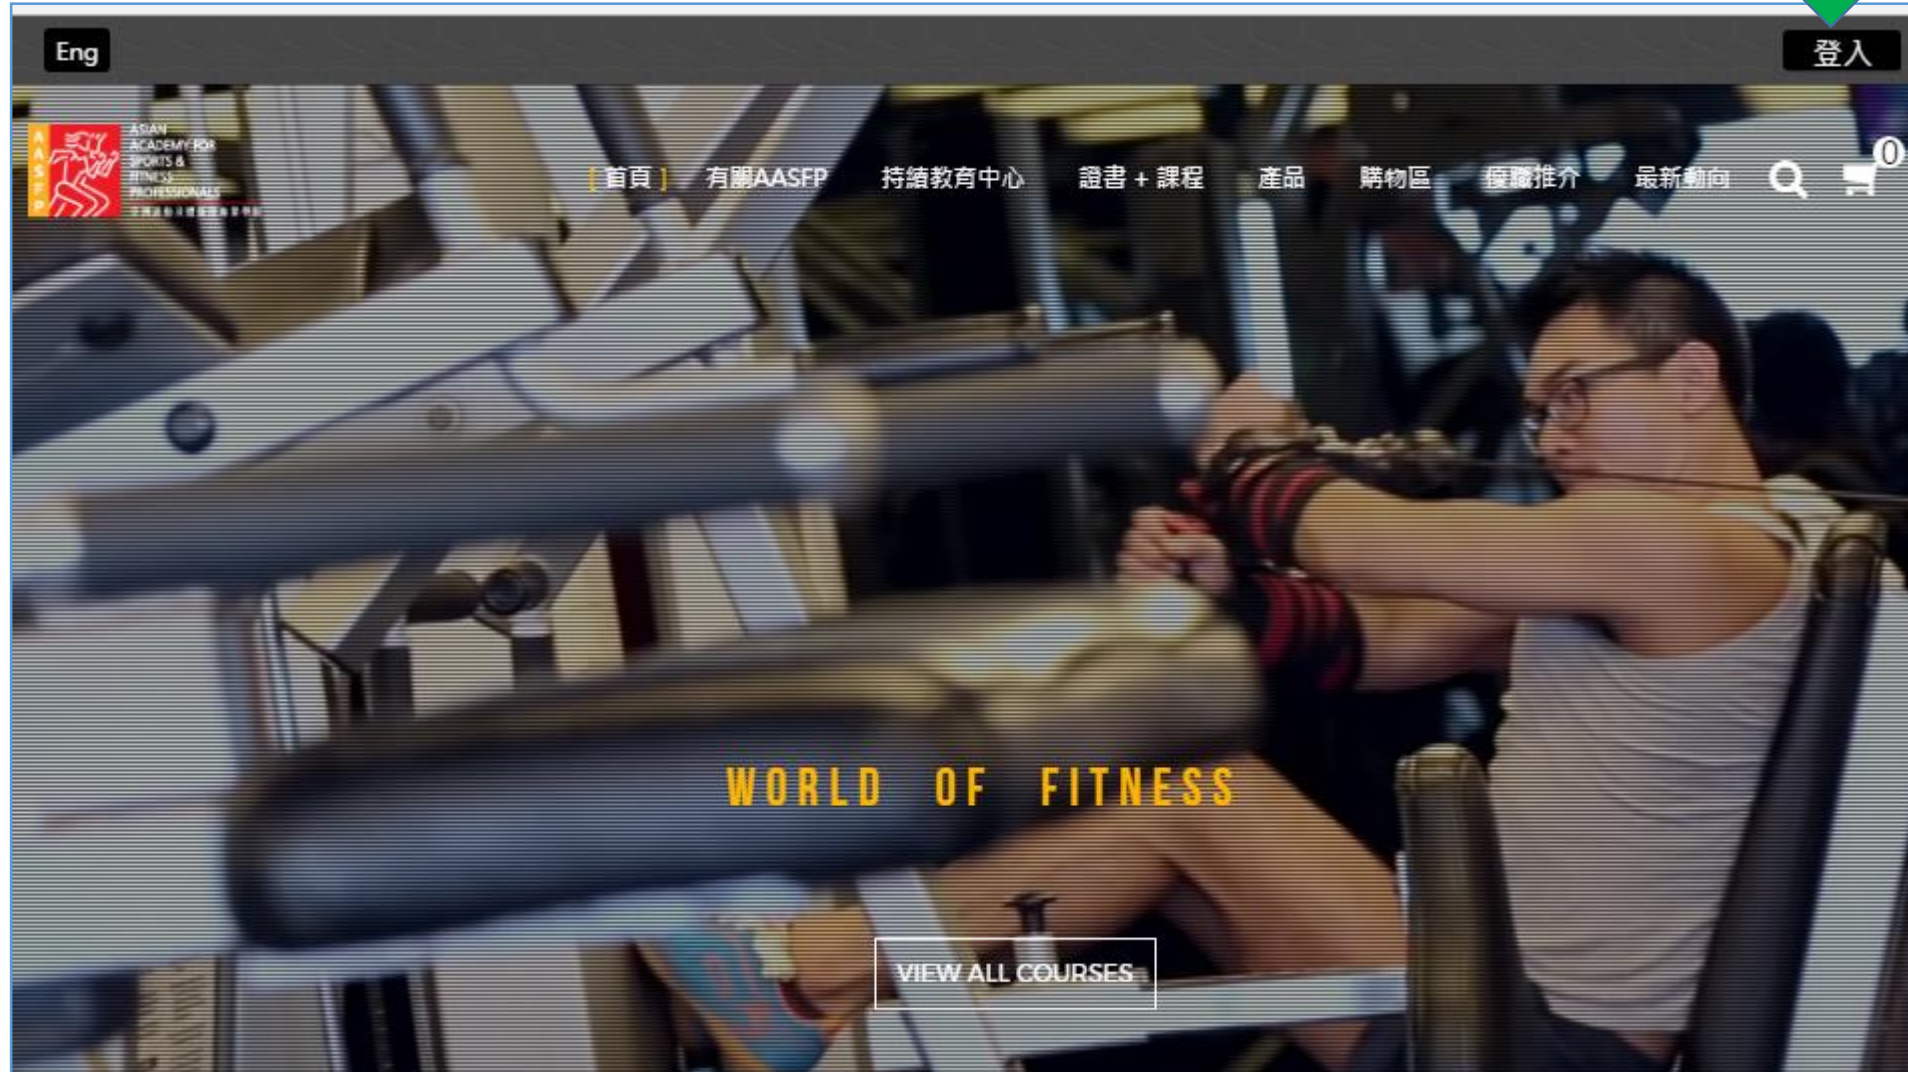 Eng
登入
AASFP
ASIAN
ACADEMY FOR
SPORTS &
FITNESS
PROFESSIONALS
[ 首頁 ] 有關AASFP 持續教育中心 證書 + 課程 產品 購物區 優職推介 最新動向 0
WORLD OF FITNESS
VIEW ALL COURSES